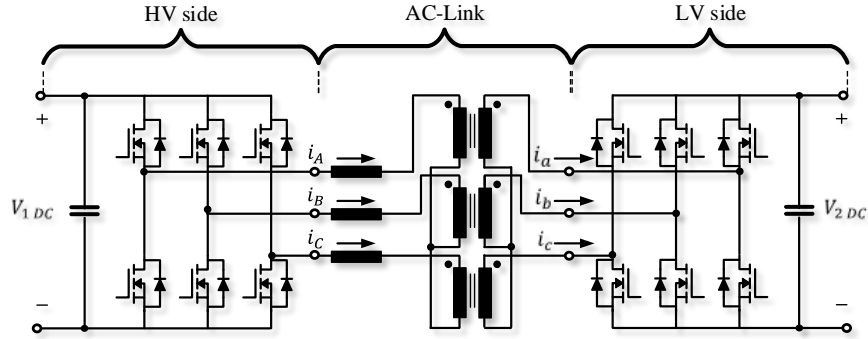 HV side AC-Link LV side
+ +
i_A i_a
i_B i_b
V_1 DC V_2 DC
i_C i_c
− −